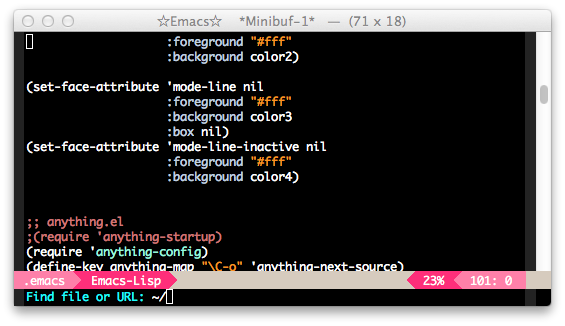 ☆Emacs☆ *Minibuf-1* — (71 x 18)
:foreground "#fff"
:background color2)
(set-face-attribute 'mode-line nil
:foreground "#fff"
:background color3
:box nil)
(set-face-attribute 'mode-line-inactive nil
:foreground "#fff"
:background color4)
;; anything.el
;(require 'anything-startup)
(require 'anything-config)
(define-key anything-map "\C-o" 'anything-next-source)
.emacs Emacs-Lisp 23% 101: 0
Find file or URL: ~/